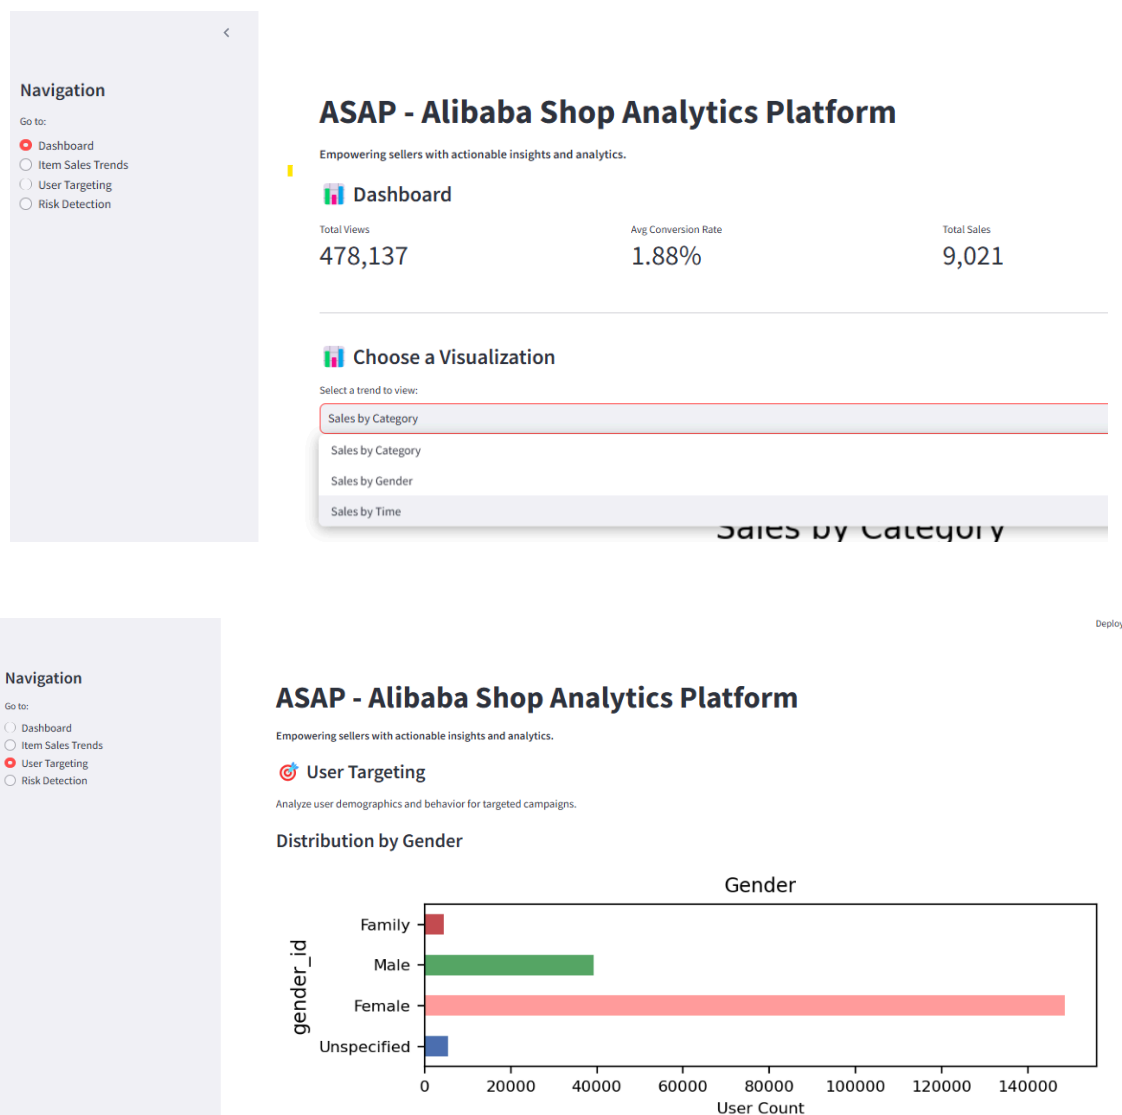 Navigation
Go to:
Dashboard
Item Sales Trends
User Targeting
Risk Detection
ASAP - Alibaba Shop Analytics Platform
Empowering sellers with actionable insights and analytics.
Dashboard
Total Views
Avg Conversion Rate
Total Sales
478,137
1.88%
9,021
Choose a Visualization
Select a trend to view:
Sales by Category
Sales by Category
Sales by Gender
Sales by Time
Sales by Category
Deploy
Navigation
Go to:
Dashboard
Item Sales Trends
User Targeting
Risk Detection
ASAP - Alibaba Shop Analytics Platform
Empowering sellers with actionable insights and analytics.
User Targeting
Analyze user demographics and behavior for targeted campaigns.
Distribution by Gender
Gender
gender_id
Family
Male
Female
Unspecified
0 20000 40000 60000 80000 100000 120000 140000
User Count